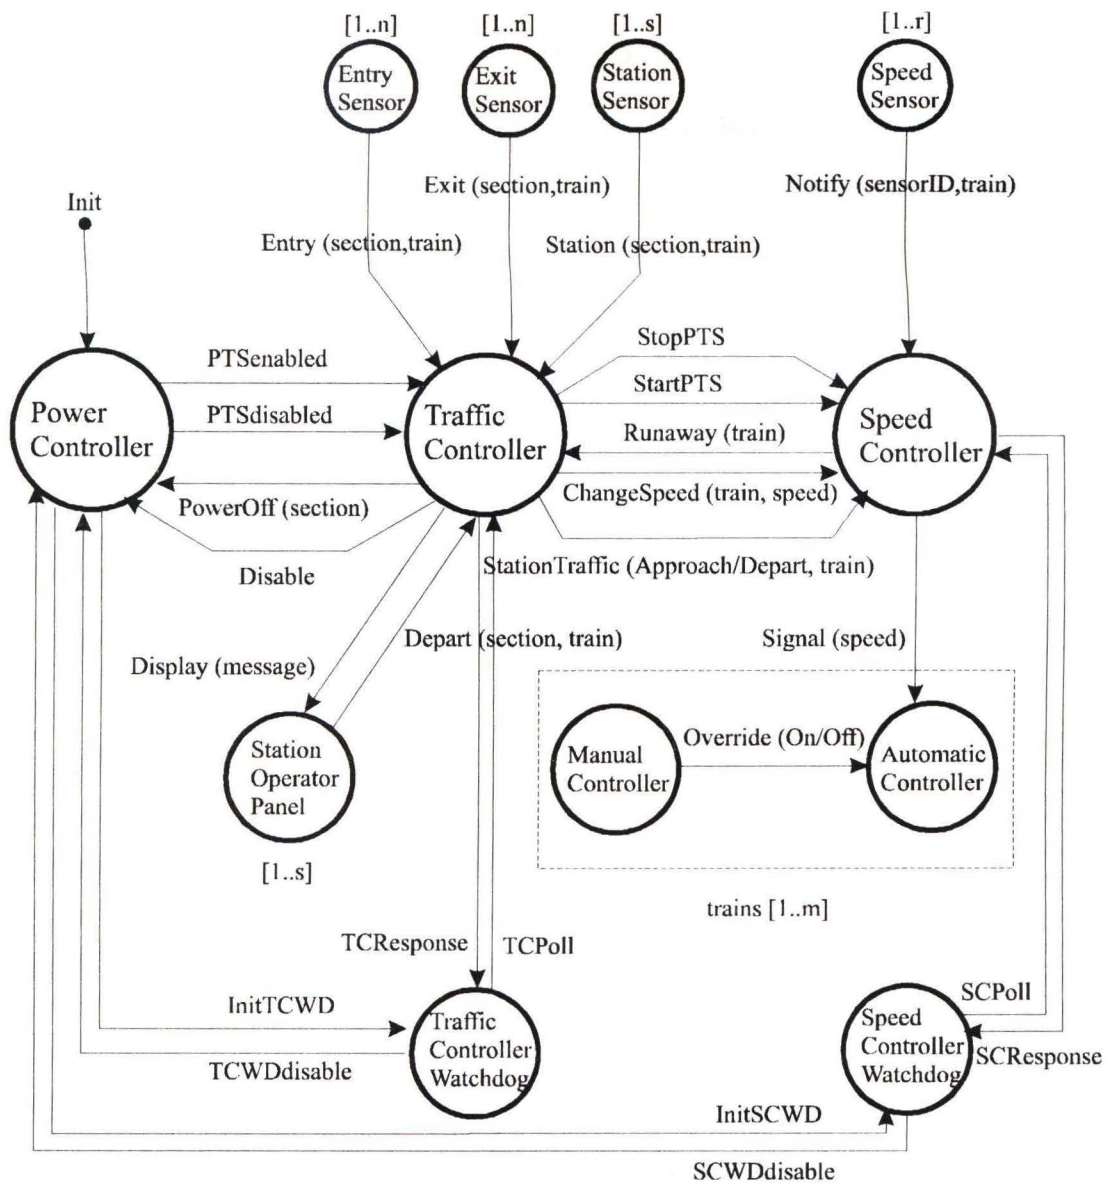 [1..n]
[1..n]
[1..s]
[1..r]
Entry
Sensor
Exit
Sensor
Station
Sensor
Speed
Sensor
Exit (section,train)
Notify (sensorID,train)
Init
Entry (section,train)
Station (section,train)
PTSenabled
StopPTS
StartPTS
Power
Controller
PTSdisabled
Traffic
Controller
Runaway (train)
Speed
Controller
PowerOff (section)
ChangeSpeed (train, speed)
Disable
StationTraffic (Approach/Depart, train)
Depart (section, train)
Signal (speed)
Display (message)
Station
Operator
Panel
[1..s]
Manual
Controller
Override (On/Off)
Automatic
Controller
trains [1..m]
TCResponse
TCPoll
InitTCWD
Traffic
Controller
Watchdog
TCWDdisable
SCPoll
Speed
Controller
Watchdog
SCResponse
InitSCWD
SCWDdisable